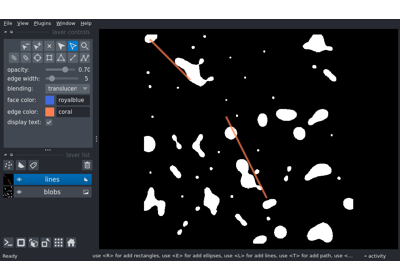 File View Plugins Window Help
layer controls
opacity: 0.70
edge width: 5
blending: translucen
face color: royalblue
edge color: coral
display text:
layer list
lines
blobs
Ready use <R> for add rectangles, use <E> for add ellipses, use <L> for add lines, use <T> for add path, use <... activity